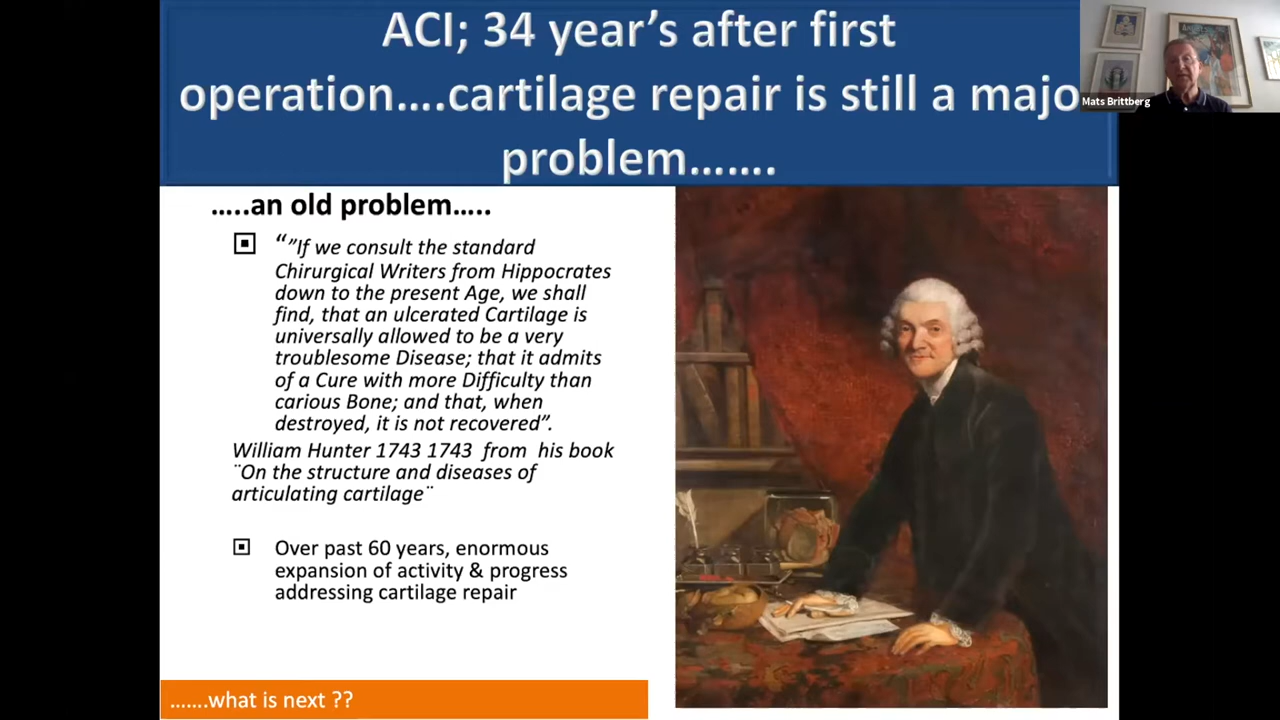 ACI; 34 year’s after first
operation….cartilage repair is still a majo
problem…….
Mats Brittberg
…..an old problem…..
“”If we consult the standard
Chirurgical Writers from Hippocrates
down to the present Age, we shall
find, that an ulcerated Cartilage is
universally allowed to be a very
troublesome Disease; that it admits
of a Cure with more Difficulty than
carious Bone; and that, when
destroyed, it is not recovered”.
William Hunter 1743 1743 from his book
¨On the structure and diseases of
articulating cartilage¨
Over past 60 years, enormous
expansion of activity & progress
addressing cartilage repair
…….what is next ??